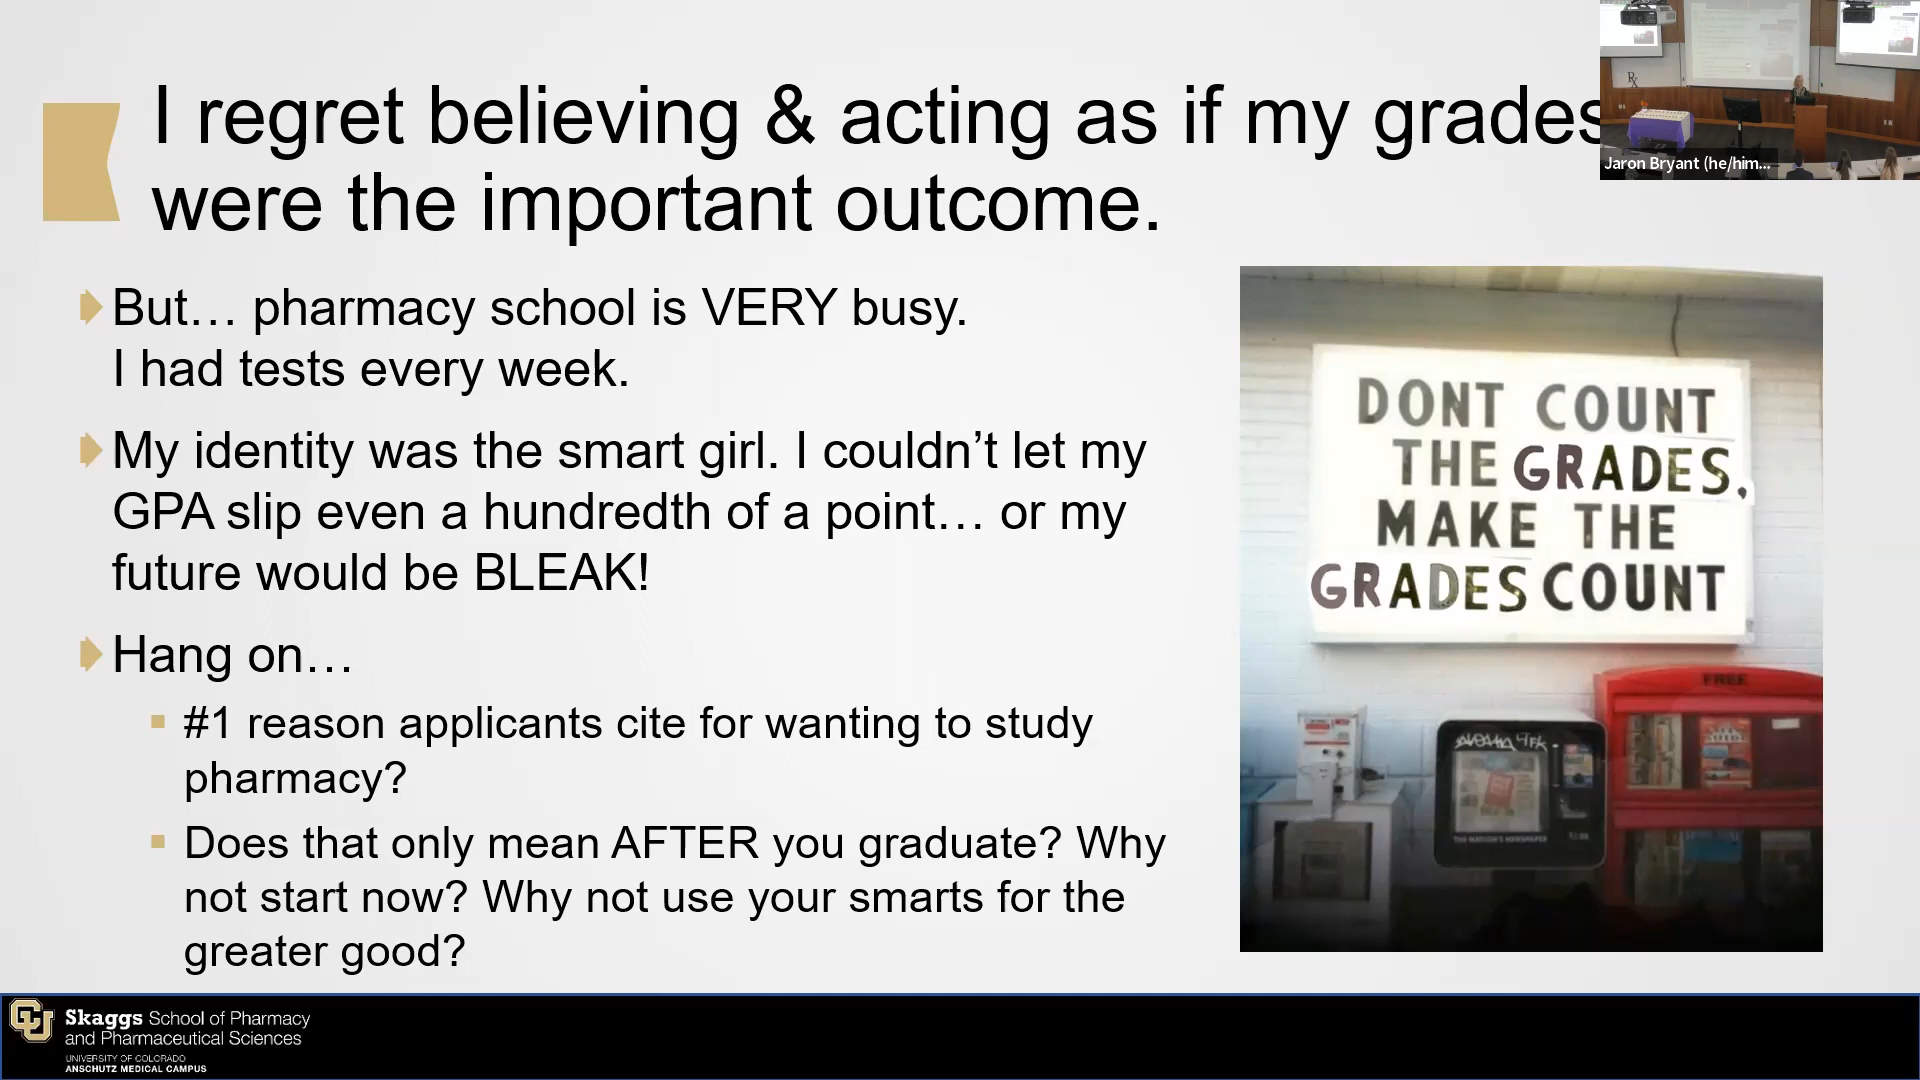 I regret believing & acting as if my grades
were the important outcome.
But… pharmacy school is VERY busy.
I had tests every week.
My identity was the smart girl. I couldn’t let my
GPA slip even a hundredth of a point… or my
future would be BLEAK!
Hang on…
#1 reason applicants cite for wanting to study
pharmacy?
Does that only mean AFTER you graduate? Why
not start now? Why not use your smarts for the
greater good?
DONT COUNT
THE GRADES.
MAKE THE
GRADES COUNT
FREE
Jaron Bryant (he/him...
CU
Skaggs School of Pharmacy
and Pharmaceutical Sciences
UNIVERSITY OF COLORADO
ANSCHUTZ MEDICAL CAMPUS